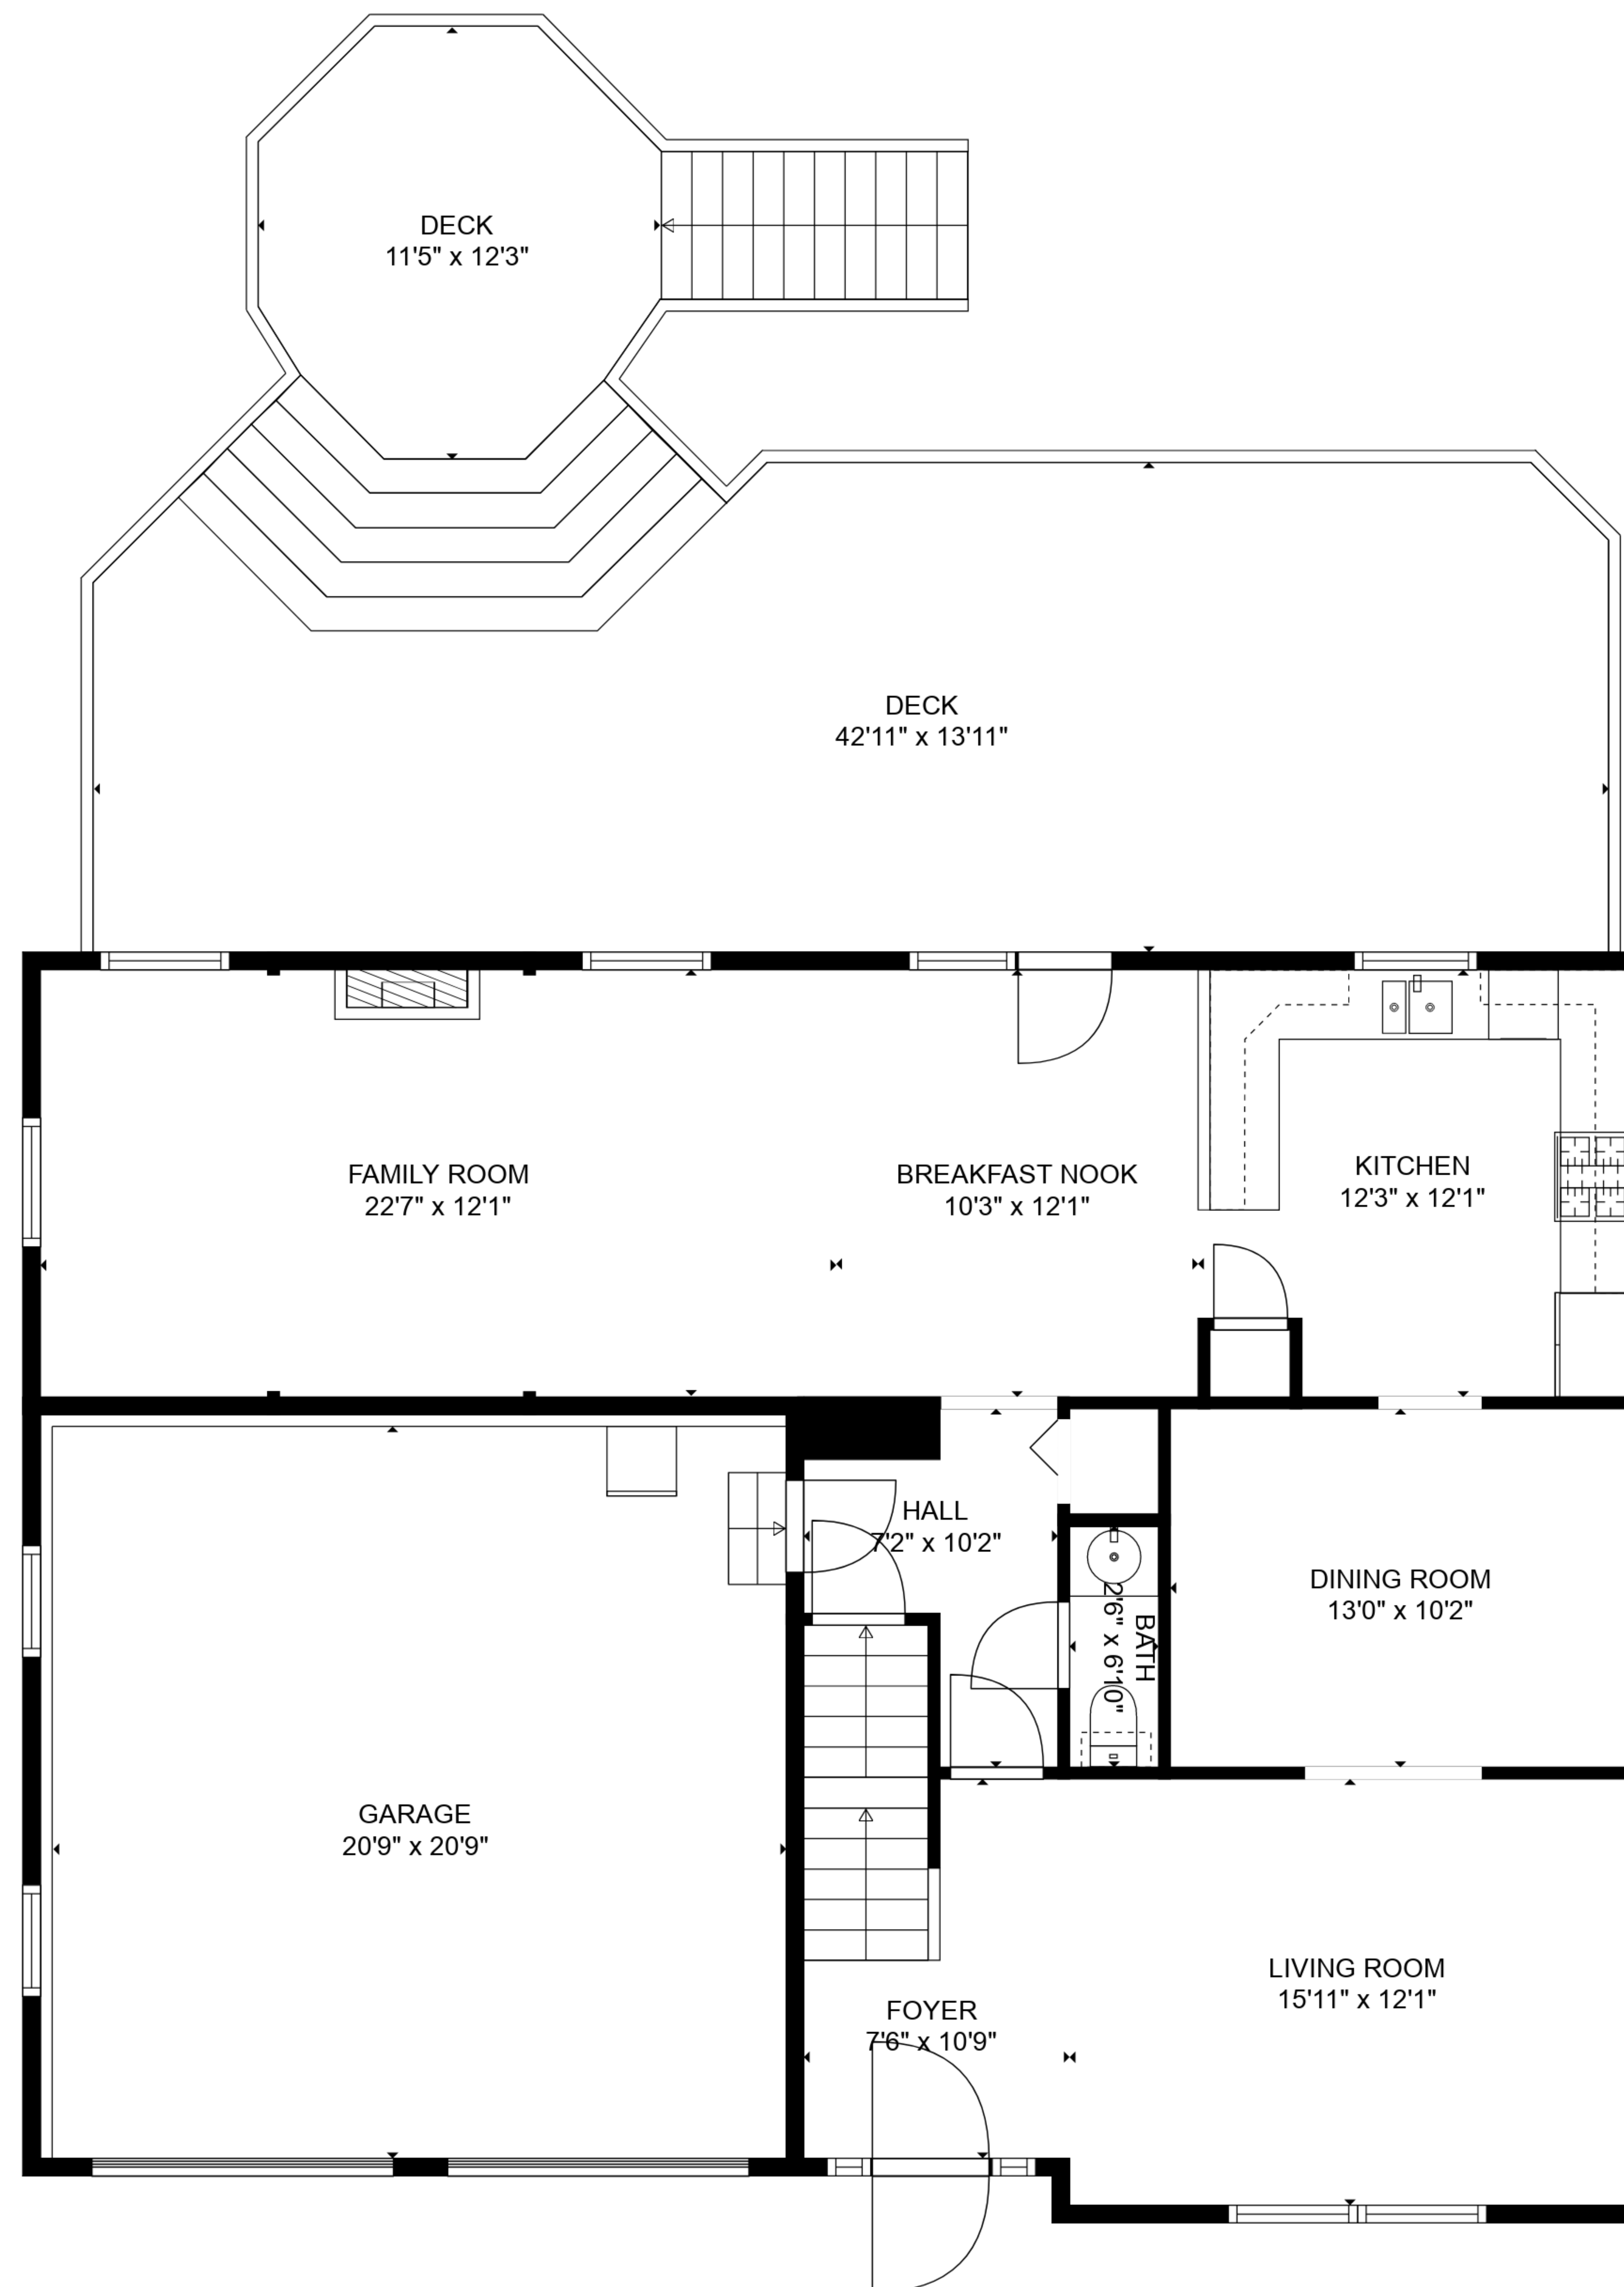 DECK
11'5" x 12'3"
DECK
42'11" x 13'11"
FAMILY ROOM
22'7" x 12'1"
BREAKFAST NOOK
10'3" x 12'1"
KITCHEN
12'3" x 12'1"
HALL
7'2" x 10'2"
DINING ROOM
13'0" x 10'2"
BATH
2'6" x 6'10"
GARAGE
20'9" x 20'9"
LIVING ROOM
15'11" x 12'1"
FOYER
7'6" x 10'9"